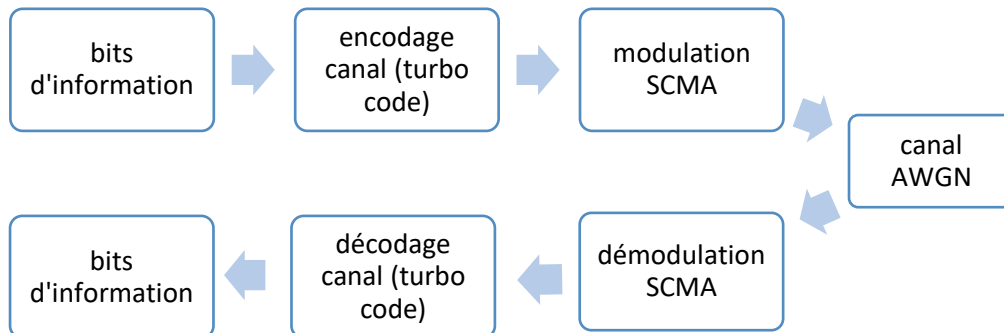 bits
d'information
encodage
canal (turbo
code)
modulation
SCMA
canal
AWGN
démodulation
SCMA
décodage
canal (turbo
code)
bits
d'information